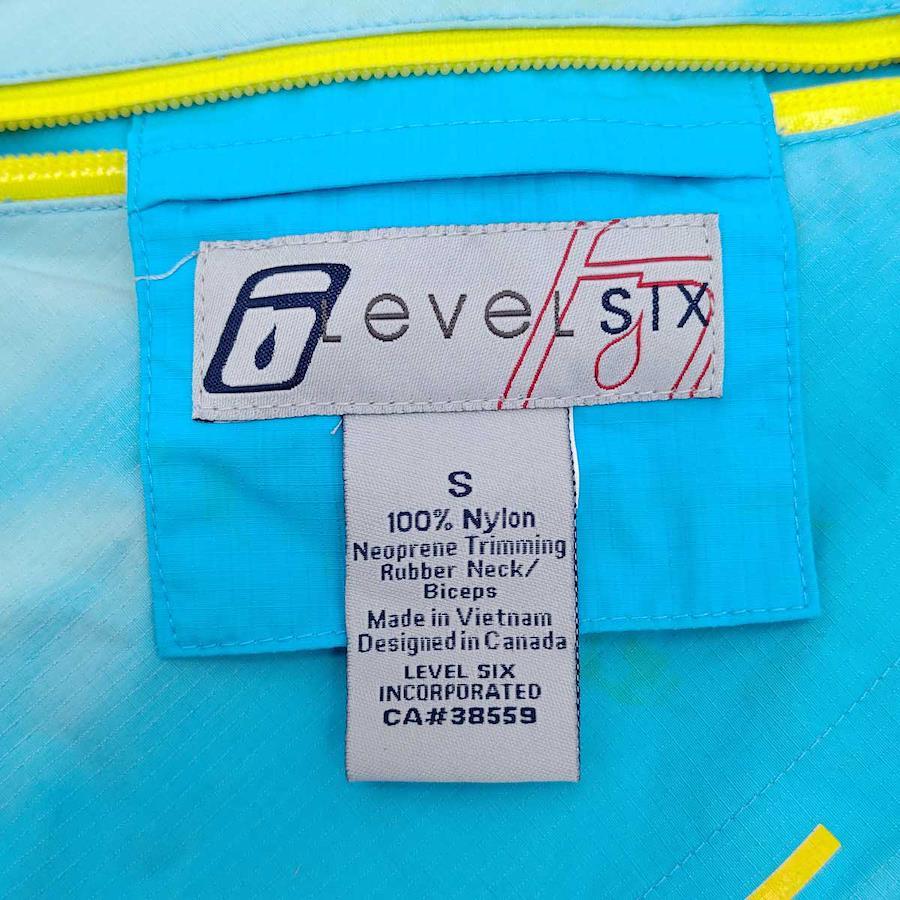 Level SIX
S
100% Nylon
Neoprene Trimming
Rubber Neck/
Biceps
Made in Vietnam
Designed in Canada
LEVEL SIX
INCORPORATED
CA#38559